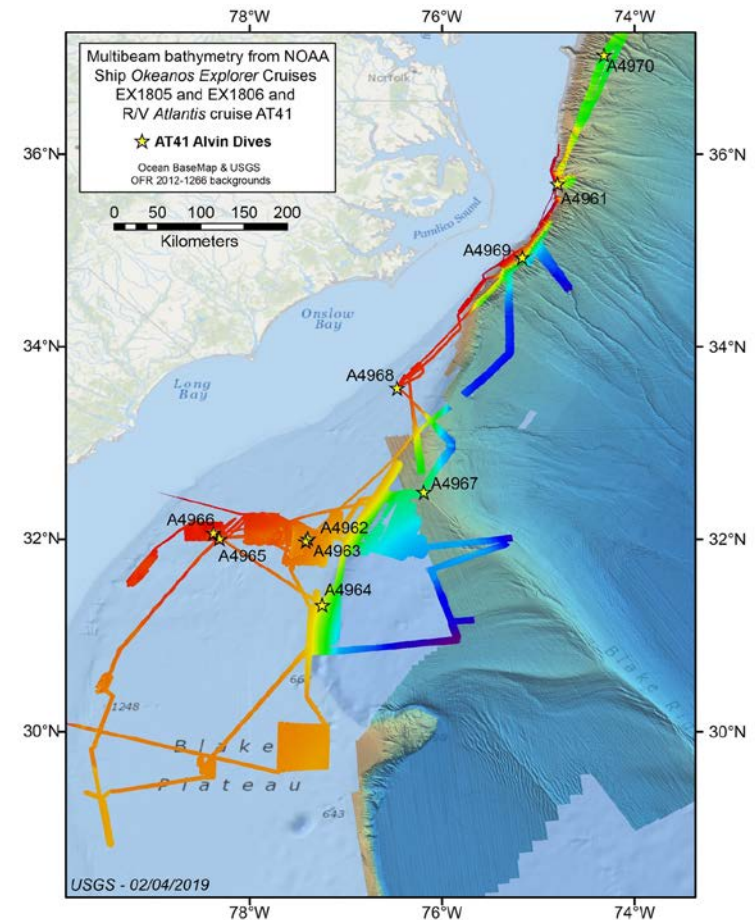 78°W 76°W 74°W
Multibeam bathymetry from NOAA
Ship Okeanos Explorer Cruises
EX1805 and EX1806 and
R/V Atlantis cruise AT41
AT41 Alvin Dives
Ocean BaseMap & USGS
OFR 2012-1266 backgrounds
0 50 100 150 200
Kilometers
Norfolk
A4970
36°N 36°N
A4961
Pamlico Sound
A4969
Onslow
Bay
34°N 34°N
A4968
Long
Bay
A4967
A4966
A4962
32°N 32°N
A4965
A4963
A4964
66
1248
30°N 30°N
Blake
Plateau
643
USGS - 02/04/2019
78°W 76°W 74°W